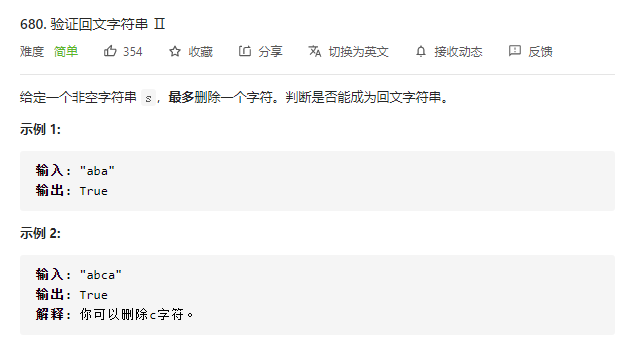 680. 验证回文字符串 Ⅱ
难度 简单 354 收藏 分享 切换为英文 接收动态 反馈
给定一个非空字符串 s，最多删除一个字符。判断是否能成为回文字符串。
示例 1:
输入: "aba"
输出: True
示例 2:
输入: "abca"
输出: True
解释: 你可以删除c字符。